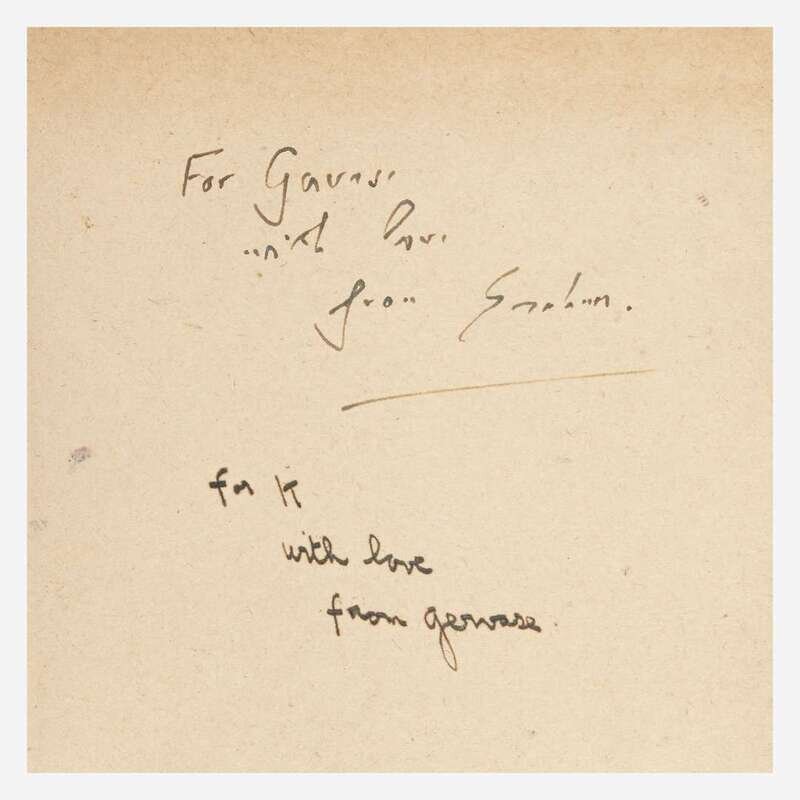 For Gervase
with love
from Graham.
for K
with love
from gervase.